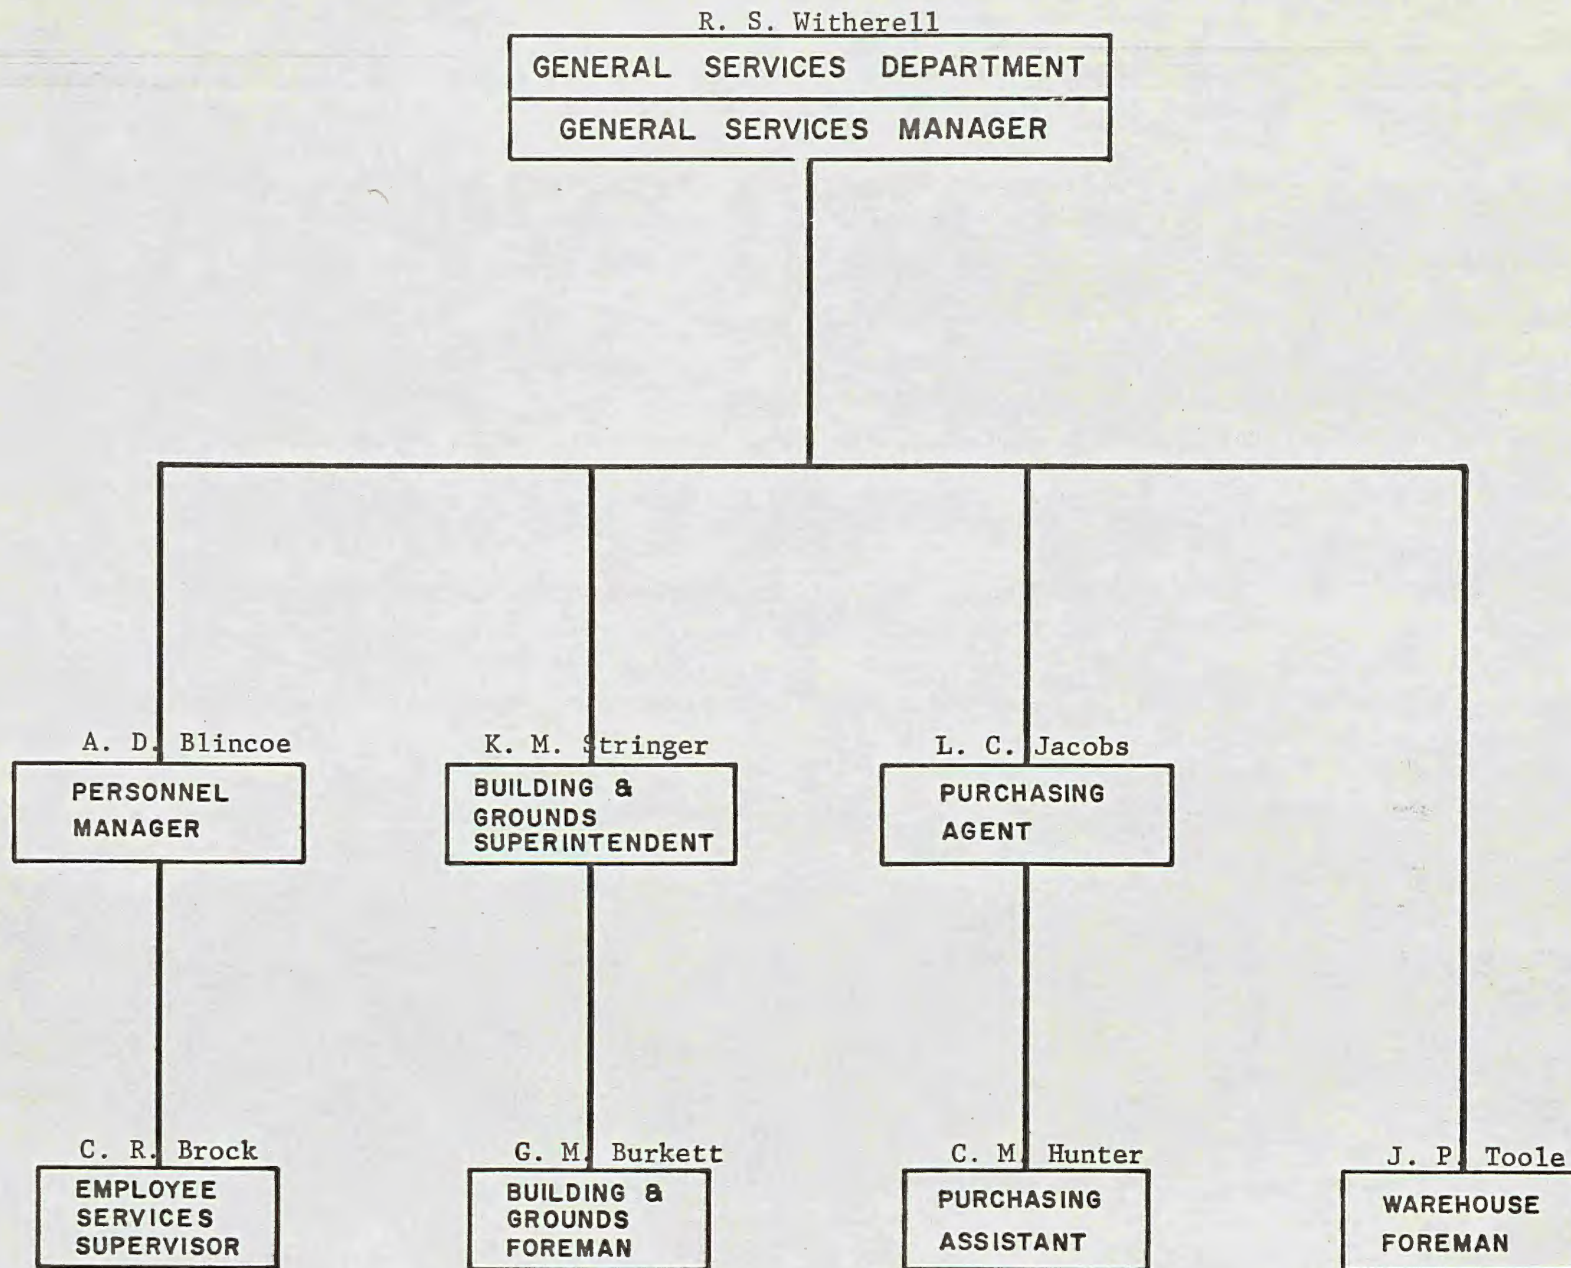 R. S. Witherell
GENERAL SERVICES DEPARTMENT
GENERAL SERVICES MANAGER
A. D. Blincoe
PERSONNEL
MANAGER
K. M. Stringer
BUILDING &
GROUNDS
SUPERINTENDENT
L. C. Jacobs
PURCHASING
AGENT
C. R. Brock
EMPLOYEE
SERVICES
SUPERVISOR
G. M. Burkett
BUILDING &
GROUNDS
FOREMAN
C. M. Hunter
PURCHASING
ASSISTANT
J. P. Toole
WAREHOUSE
FOREMAN